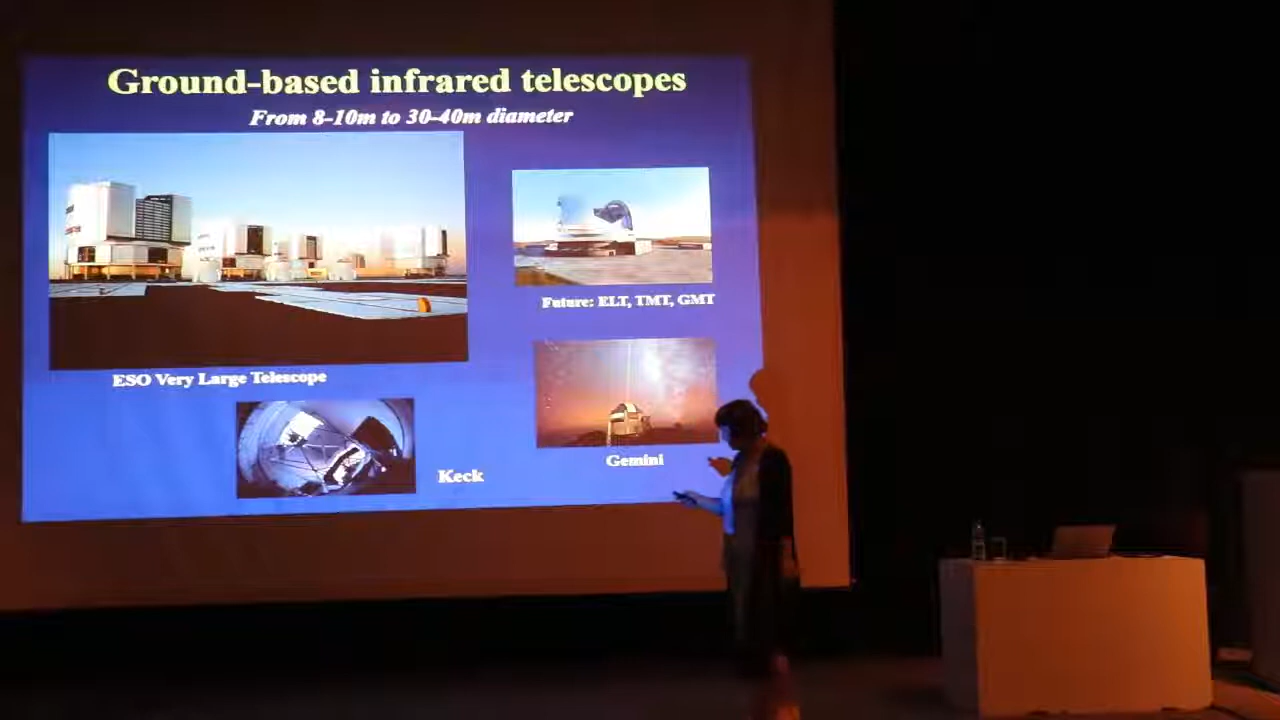 Ground-based infrared telescopes
From 8-10m to 30-40m diameter
Future: ELT, TMT, GMT
ESO Very Large Telescope
Gemini
Keck